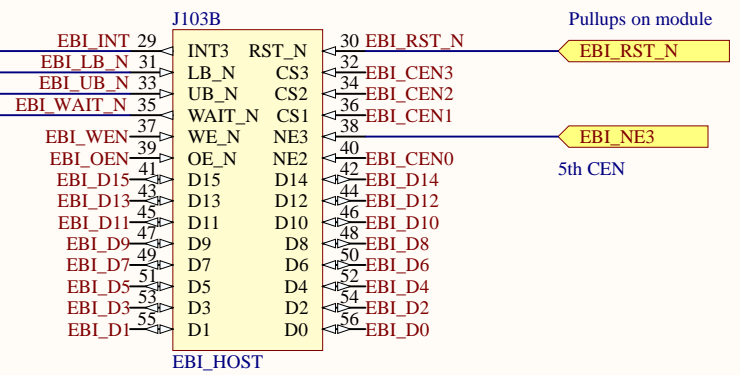 J103B
Pullups on module
EBI_INT 29 INT3 RST_N 30 EBI_RST_N EBI_RST_N
EBI_LB_N 31 LB_N CS3 32 EBI_CEN3
EBI_UB_N 33 UB_N CS2 34 EBI_CEN2
EBI_WAIT_N 35 WAIT_N CS1 36 EBI_CEN1
EBI_WEN 37 WE_N NE3 38 EBI_NE3
EBI_OEN 39 OE_N NE2 40 EBI_CEN0
5th CEN
EBI_D15 41 D15 D14 42 EBI_D14
EBI_D13 43 D13 D12 44 EBI_D12
EBI_D11 45 D11 D10 46 EBI_D10
EBI_D9 47 D9 D8 48 EBI_D8
EBI_D7 49 D7 D6 50 EBI_D6
EBI_D5 51 D5 D4 52 EBI_D4
EBI_D3 53 D3 D2 54 EBI_D2
EBI_D1 55 D1 D0 56 EBI_D0
EBI_HOST